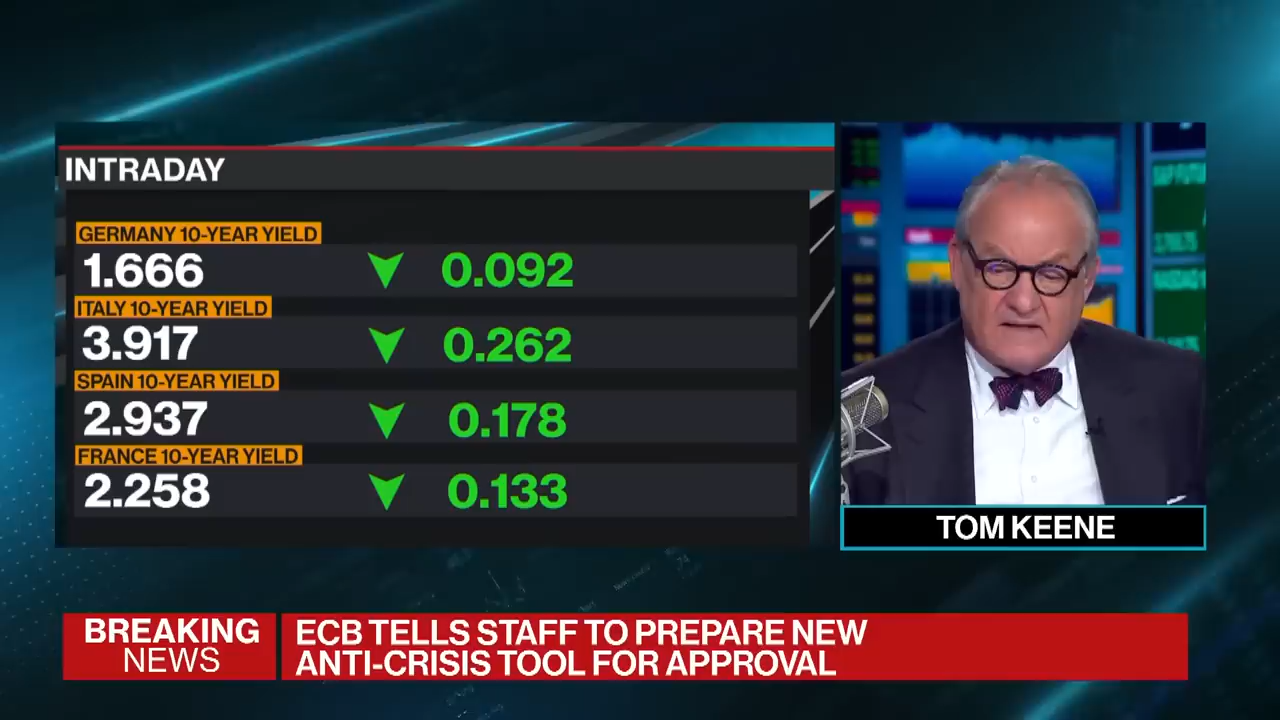 INTRADAY
GERMANY 10-YEAR YIELD
1.666 0.092
ITALY 10-YEAR YIELD
3.917 0.262
SPAIN 10-YEAR YIELD
2.937 0.178
FRANCE 10-YEAR YIELD
2.258 0.133
TOM KEENE
BREAKING
NEWS
ECB TELLS STAFF TO PREPARE NEW
ANTI-CRISIS TOOL FOR APPROVAL